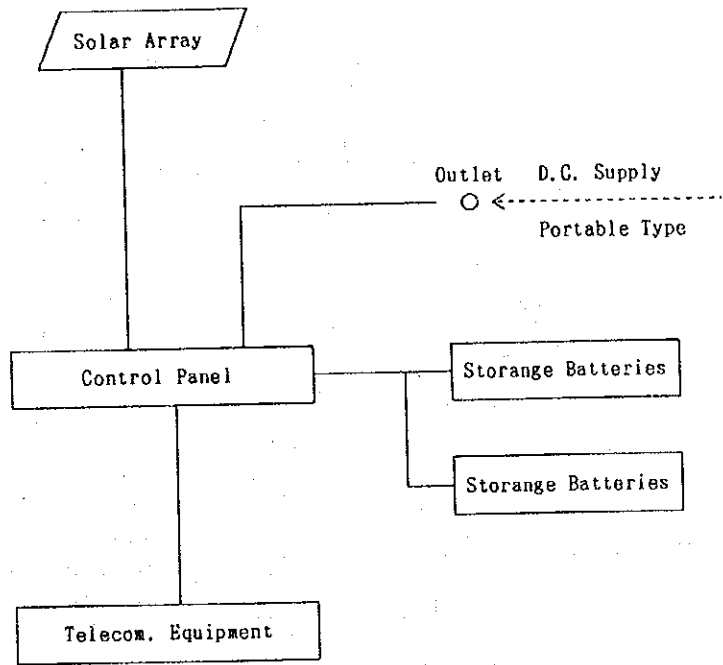 Solar Array
Outlet D.C. Supply
Portable Type
Control Panel
Storange Batteries
Storange Batteries
Telecom. Equipment